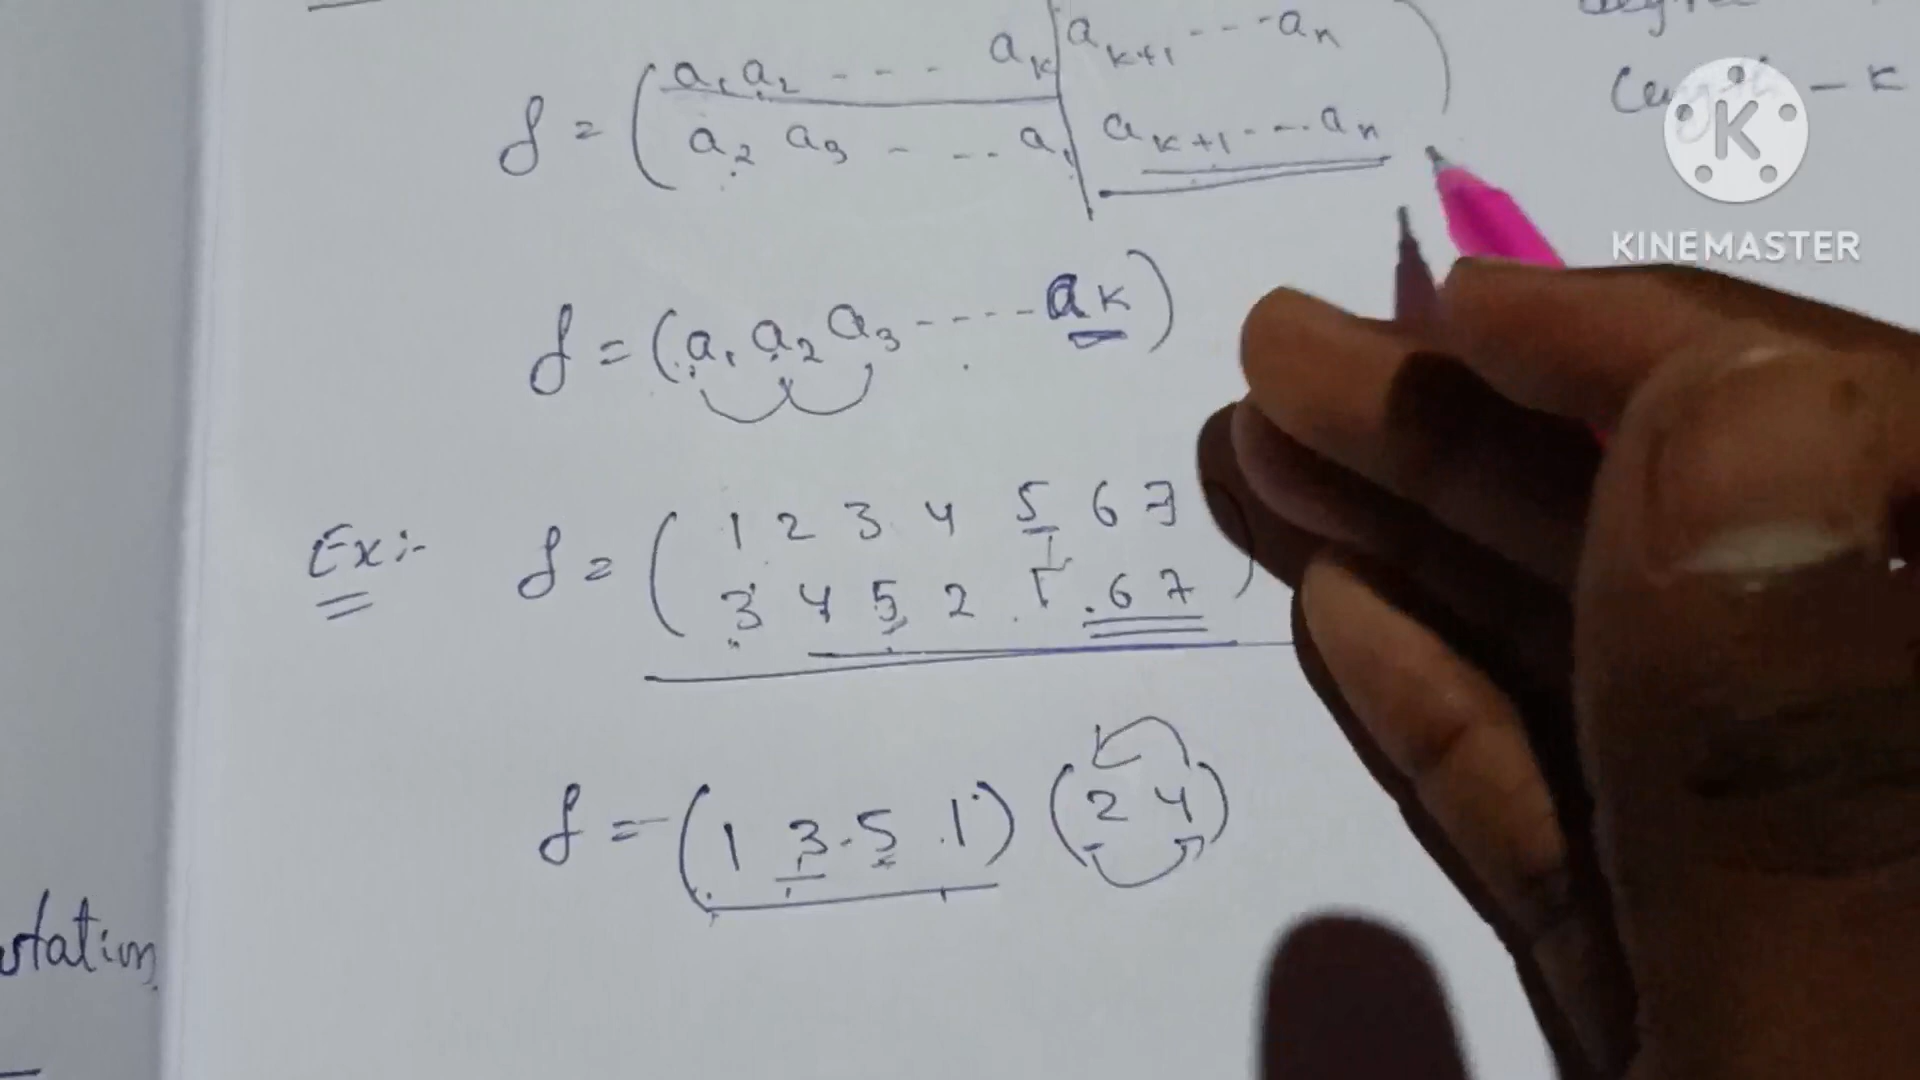 length - K
f = ( a₁ a₂ - - - - aₖ | aₖ₊₁ - - - - aₙ )
( a₂ a₃ - - - - a₁ | aₖ₊₁ - - - - aₙ )
KINEMASTER
f = ( a₁ a₂ a₃ - - - - - aₖ )
Ex:- f = ( 1 2 3 4 5 6 7 )
( 3 4 5 2 1 6 7 )
f = ( 1 3 5 1 ) ( 2 4 )